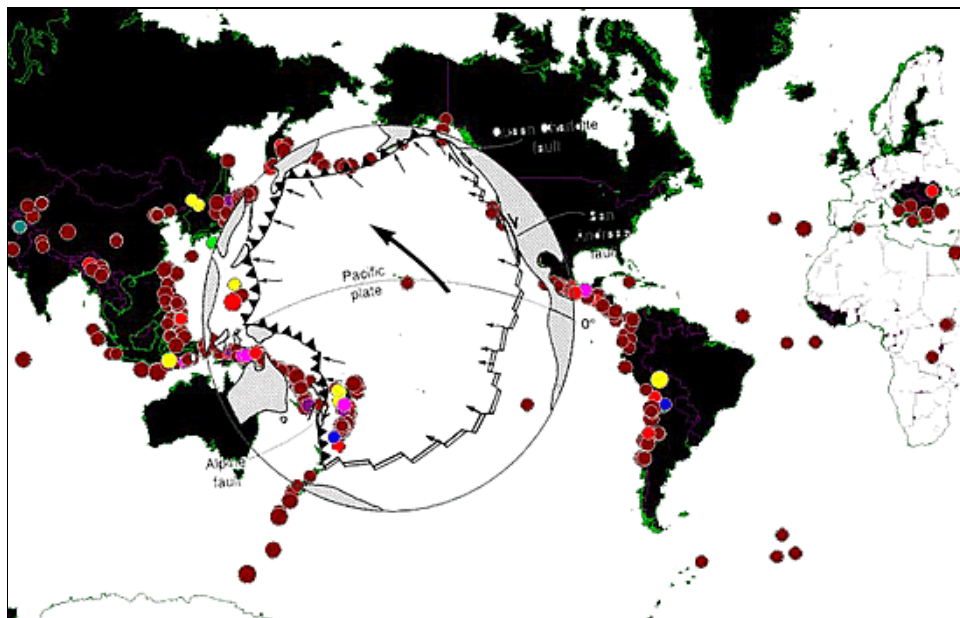 Queen Charlotte
fault
San
Andreas
fault
Pacific
plate
0°
Alpine
fault